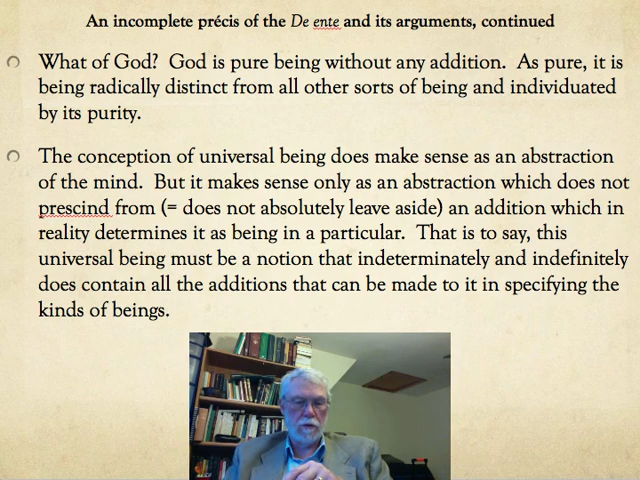 An incomplete précis of the De ente and its arguments, continued
What of God?  God is pure being without any addition.  As pure, it is
being radically distinct from all other sorts of being and individuated
by its purity.
The conception of universal being does make sense as an abstraction
of the mind.  But it makes sense only as an abstraction which does not
prescind from (= does not absolutely leave aside) an addition which in
reality determines it as being in a particular.  That is to say, this
universal being must be a notion that indeterminately and indefinitely
does contain all the additions that can be made to it in specifying the
kinds of beings.